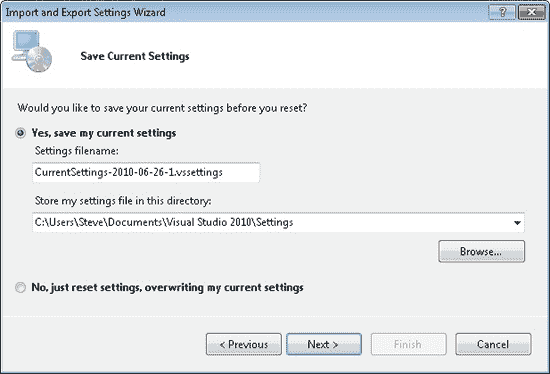 Import and Export Settings Wizard
Save Current Settings
Would you like to save your current settings before you reset?
Yes, save my current settings
Settings filename:
CurrentSettings-2010-06-26-1.vssettings
Store my settings file in this directory:
C:\Users\Steve\Documents\Visual Studio 2010\Settings
Browse...
No, just reset settings, overwriting my current settings
< Previous
Next >
Finish
Cancel